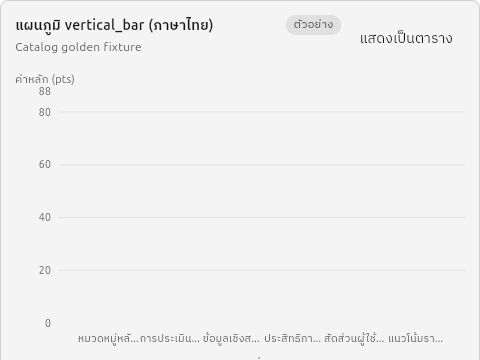 แผนภูมิ vertical_bar (ภาษาไทย)
ตัวอย่าง
แสดงเป็นตาราง
Catalog golden fixture
ค่าหลัก (pts)
88
80
60
40
20
0
หมวดหมู่หลั... การประเมิน... ข้อมูลเชิงส... ประสิทธิภา... สัดส่วนผู้ใช้... แนวโน้มรา...